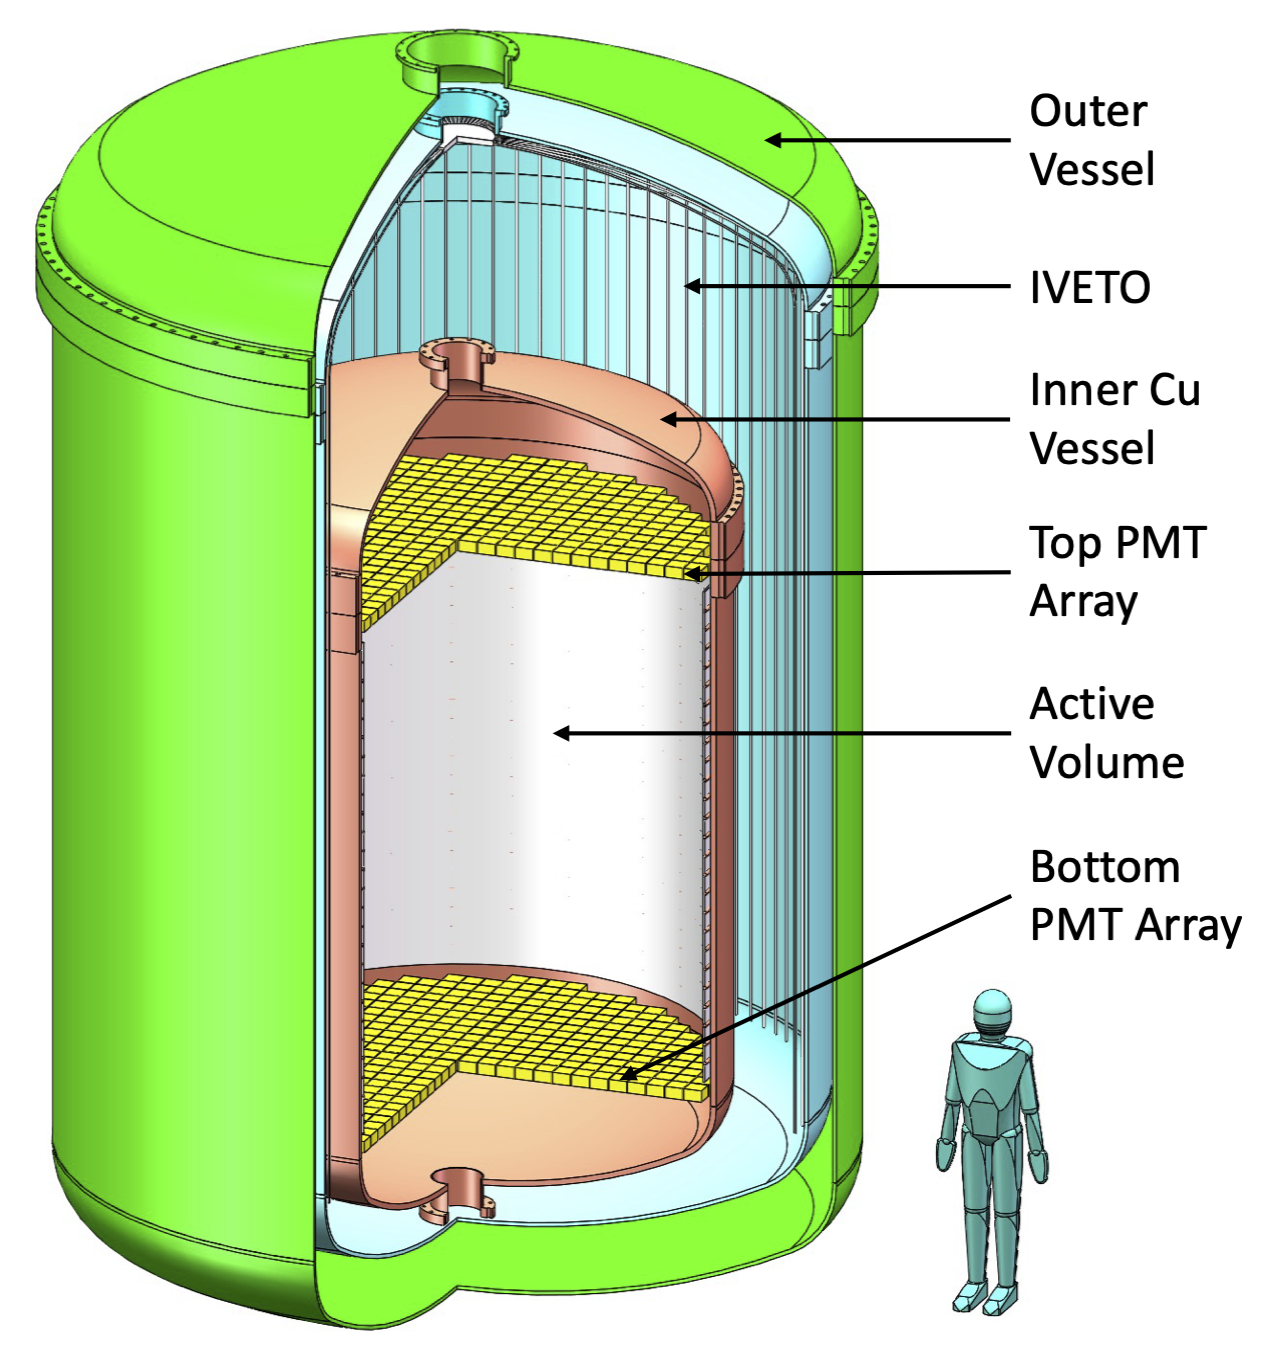 Outer
Vessel
IVETO
Inner Cu
Vessel
Top PMT
Array
Active
Volume
Bottom
PMT Array